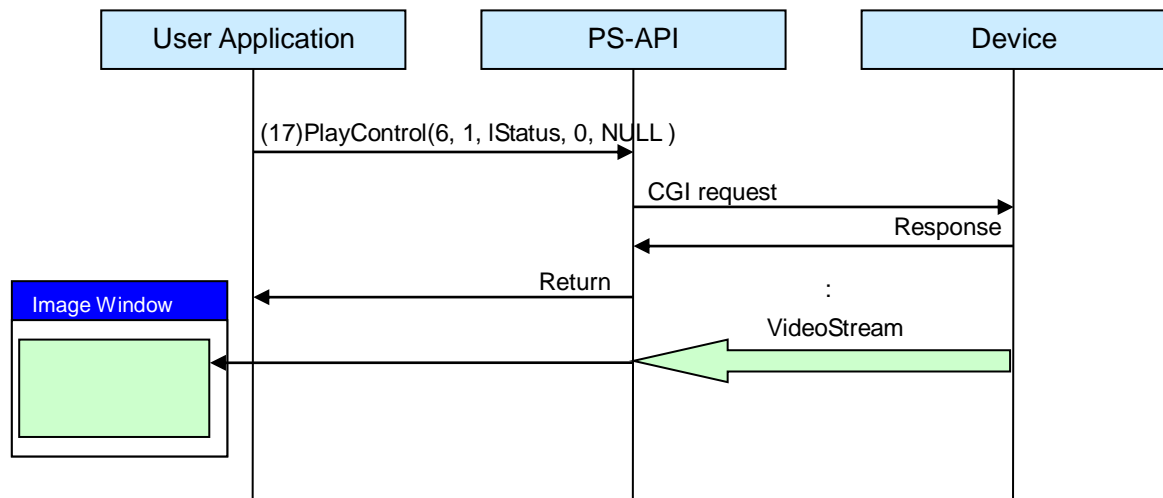 User Application
PS-API
Device
(17)PlayControl(6, 1, lStatus, 0, NULL )
CGI request
Response
Return
:
Image Window
VideoStream